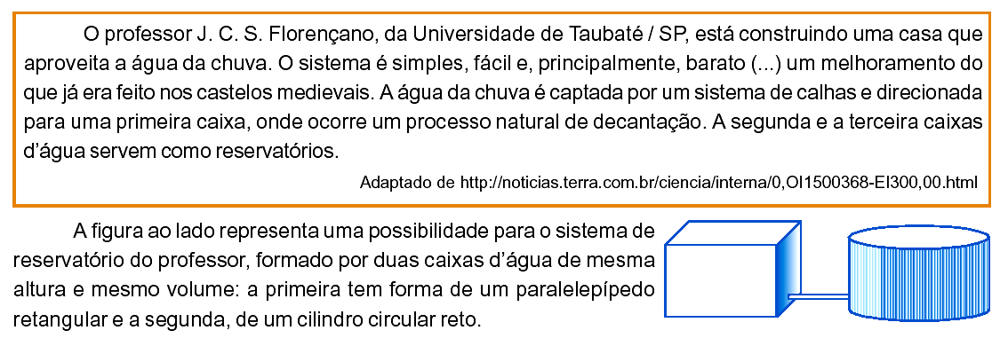 O professor J. C. S. Florençano, da Universidade de Taubaté / SP, está construindo uma casa que
aproveita a água da chuva. O sistema é simples, fácil e, principalmente, barato (...) um melhoramento do
que já era feito nos castelos medievais. A água da chuva é captada por um sistema de calhas e direcionada
para uma primeira caixa, onde ocorre um processo natural de decantação. A segunda e a terceira caixas
d'água servem como reservatórios.
Adaptado de http://noticias.terra.com.br/ciencia/interna/0,OI1500368-EI300,00.html
A figura ao lado representa uma possibilidade para o sistema de
reservatório do professor, formado por duas caixas d'água de mesma
altura e mesmo volume: a primeira tem forma de um paralelepípedo
retangular e a segunda, de um cilindro circular reto.